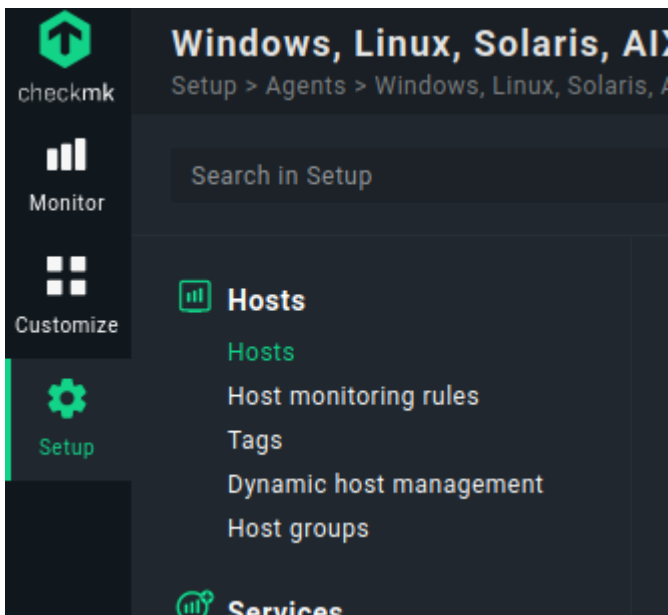 checkmk
Windows, Linux, Solaris, AI
Setup > Agents > Windows, Linux, Solaris,
Monitor
Search in Setup
Customize
Hosts
Hosts
Host monitoring rules
Setup
Tags
Dynamic host management
Host groups
Services